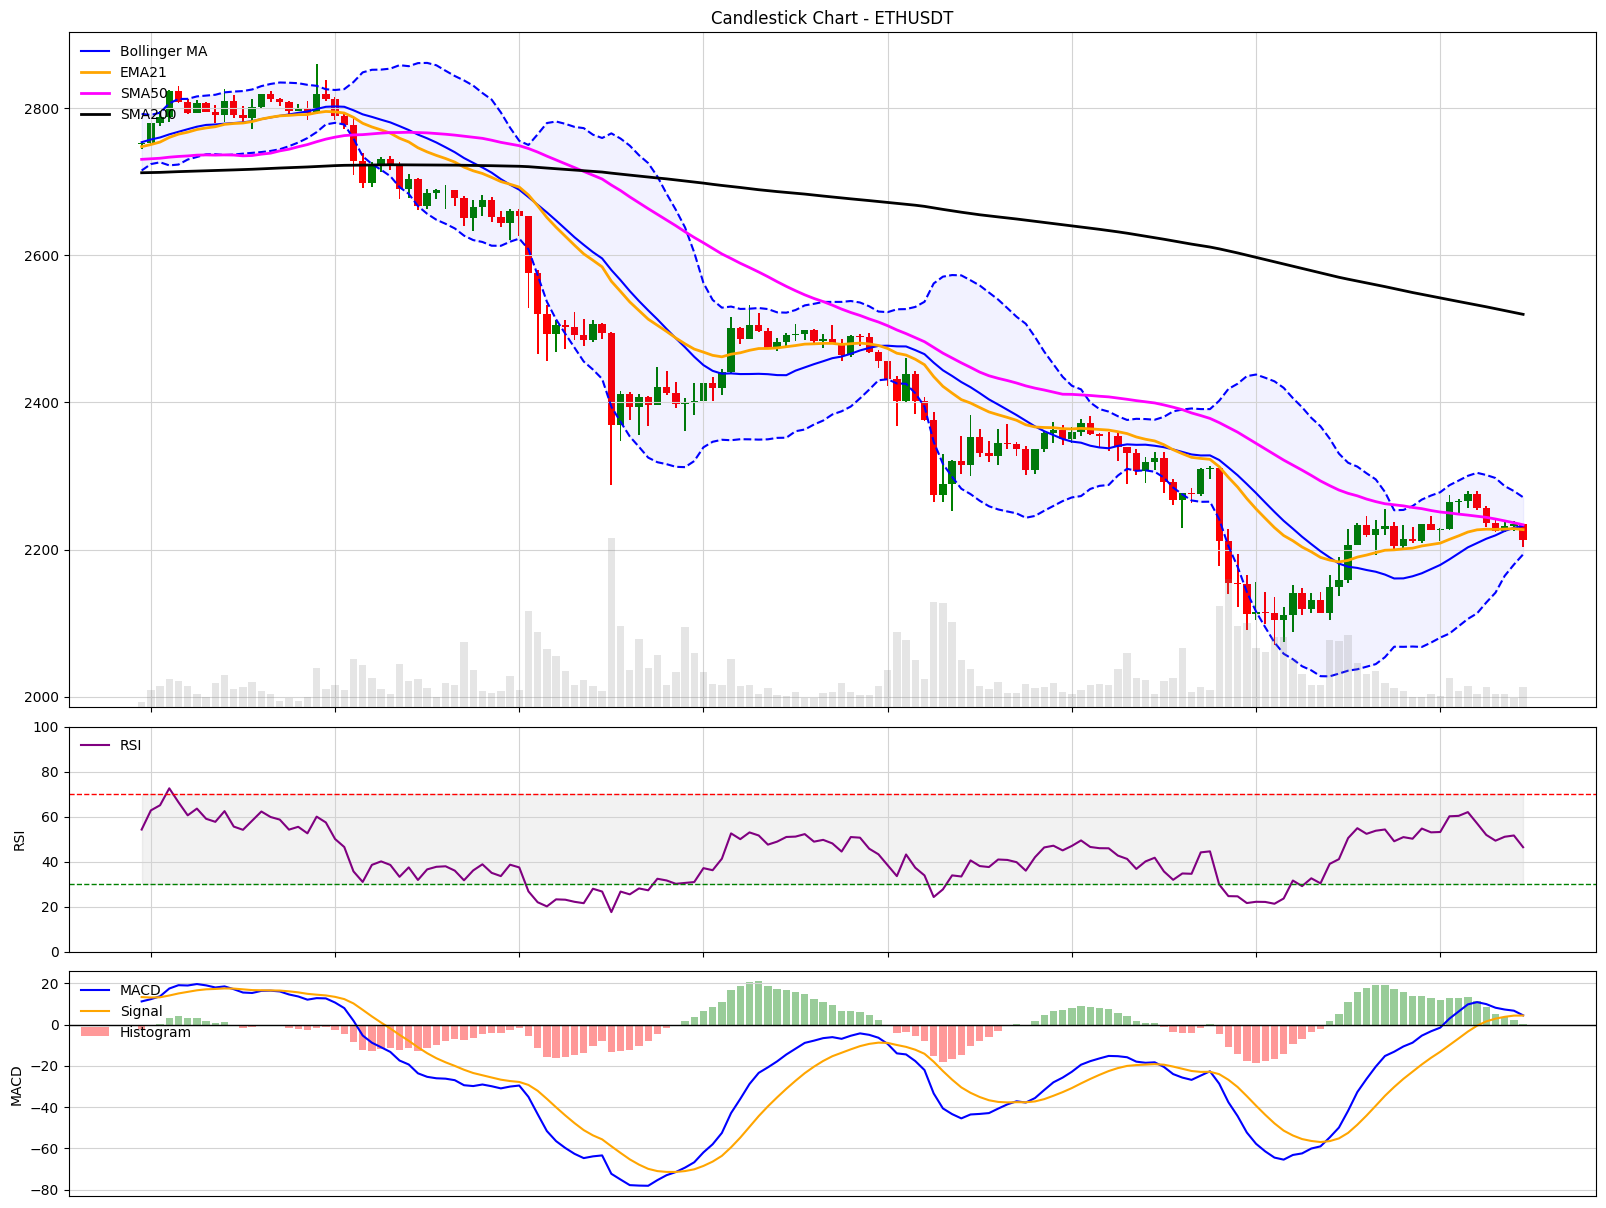 Candlestick Chart - ETHUSDT
Bollinger MA
EMA21
SMA50
SMA200
2800
2600
2400
2200
2000
RSI
100
80
60
40
20
0
RSI
MACD
Signal
Histogram
20
0
−20
−40
−60
−80
MACD